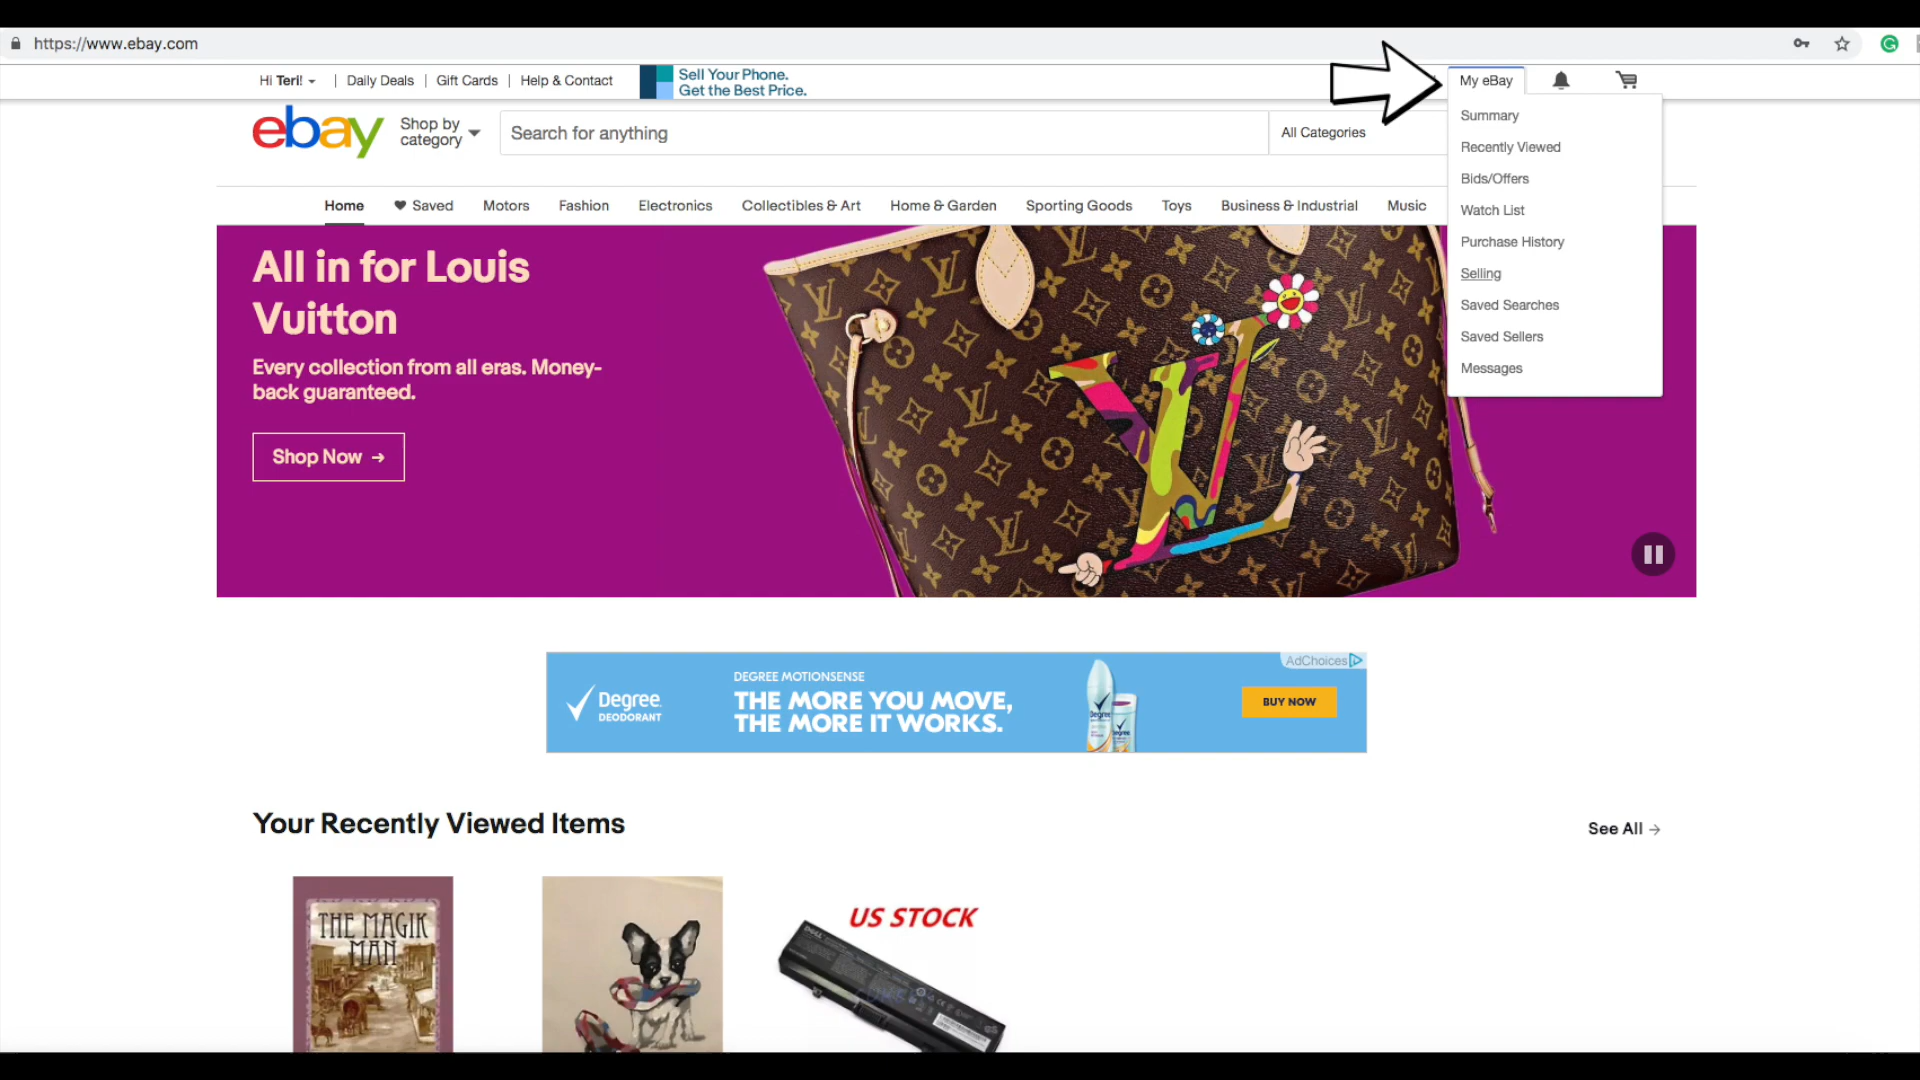 https://www.ebay.com
Hi Teri!
Daily Deals
Gift Cards
Help & Contact
Sell Your Phone.
Get the Best Price.
My eBay
ebay
Shop by
category
Search for anything
All Categories
Summary
Recently Viewed
Bids/Offers
Watch List
Purchase History
Selling
Saved Searches
Saved Sellers
Messages
Home
Saved
Motors
Fashion
Electronics
Collectibles & Art
Home & Garden
Sporting Goods
Toys
Business & Industrial
Music
All in for Louis
Vuitton
Every collection from all eras. Money-
back guaranteed.
Shop Now →
AdChoices
Degree.
DEODORANT
DEGREE MOTIONSENSE
THE MORE YOU MOVE,
THE MORE IT WORKS.
Degree
BUY NOW
Your Recently Viewed Items
See All →
THE MAGIK
MAN
US STOCK
DELL